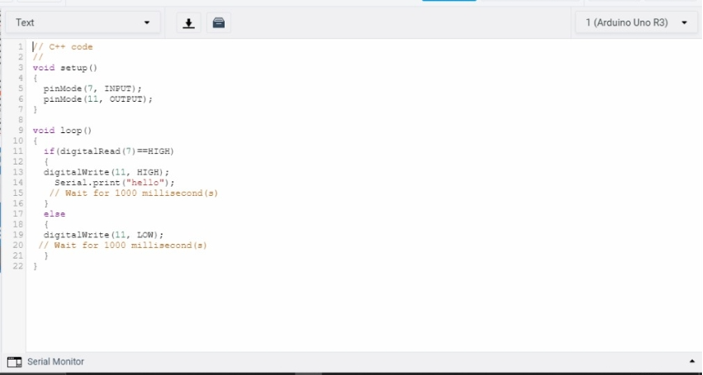 Text
1 (Arduino Uno R3)
1 // C++ code
2 //
3 void setup()
4 {
5 pinMode(7, INPUT);
6 pinMode(11, OUTPUT);
7 }
8
9 void loop()
10 {
11 if(digitalRead(7)==HIGH)
12 {
13 digitalWrite(11, HIGH);
14 Serial.print("hello");
15 // Wait for 1000 millisecond(s)
16 }
17 else
18 {
19 digitalWrite(11, LOW);
20 // Wait for 1000 millisecond(s)
21 }
22 }
Serial Monitor